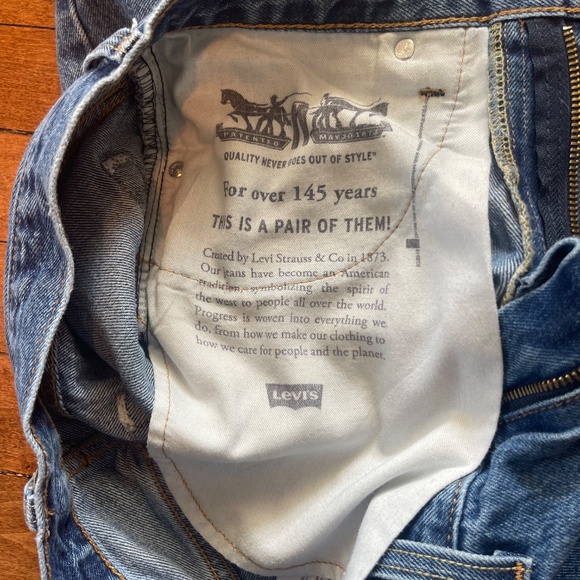 PATENTED MAY 20 1873
QUALITY NEVER GOES OUT OF STYLE®
For over 145 years
THIS IS A PAIR OF THEM!
Created by Levi Strauss & Co in 1873.
Our jeans have become an American
tradition, symbolizing the spirit of
the west to people all over the world.
Progress is woven into everything we
do, from how we make our clothing to
how we care for people and the planet.
Levi's